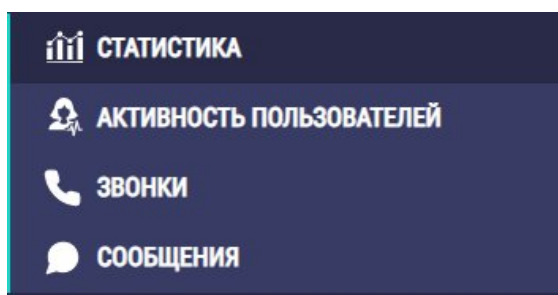 СТАТИСТИКА
АКТИВНОСТЬ ПОЛЬЗОВАТЕЛЕЙ
ЗВОНКИ
СООБЩЕНИЯ